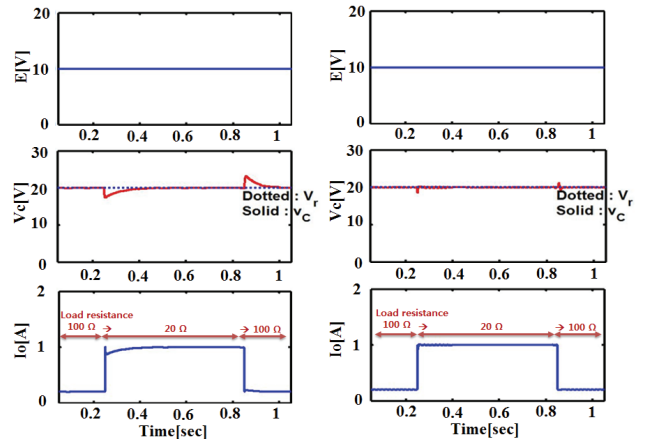 20
E[V]
10
0
0.2 0.4 0.6 0.8 1
30
Vc[V]
20
10
0
Dotted : Vr
Solid : vC
0.2 0.4 0.6 0.8 1
2
Io[A]
1
0
Load resistance
100 Ω → 20 Ω → 100 Ω
0.2 0.4 0.6 0.8 1
Time[sec]
20
E[V]
10
0
0.2 0.4 0.6 0.8 1
30
Vc[V]
20
10
0
Dotted : Vr
Solid : vC
0.2 0.4 0.6 0.8 1
2
Io[A]
1
0
Load resistance
100 Ω → 20 Ω → 100 Ω
0.2 0.4 0.6 0.8 1
Time[sec]